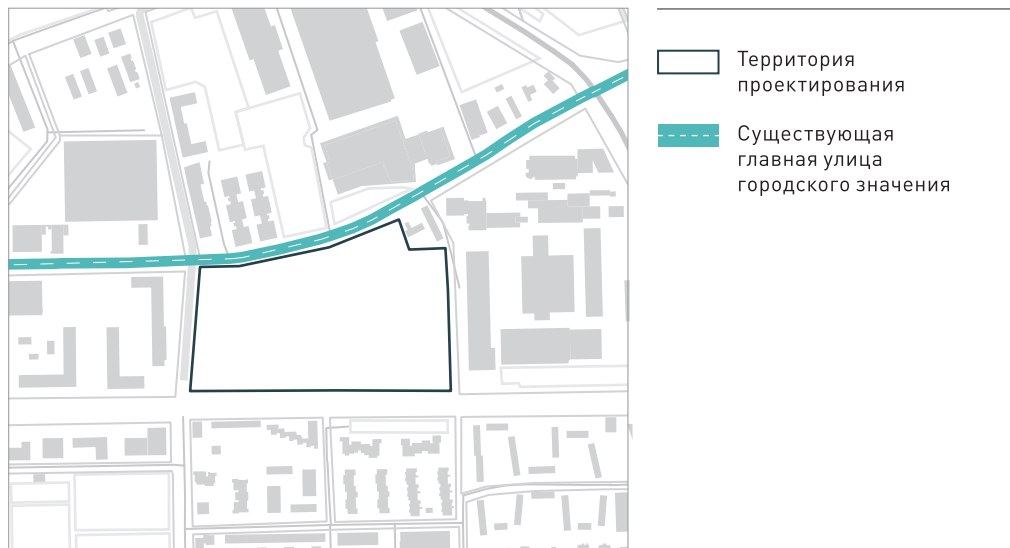 Территория
проектирования
Существующая
главная улица
городского значения